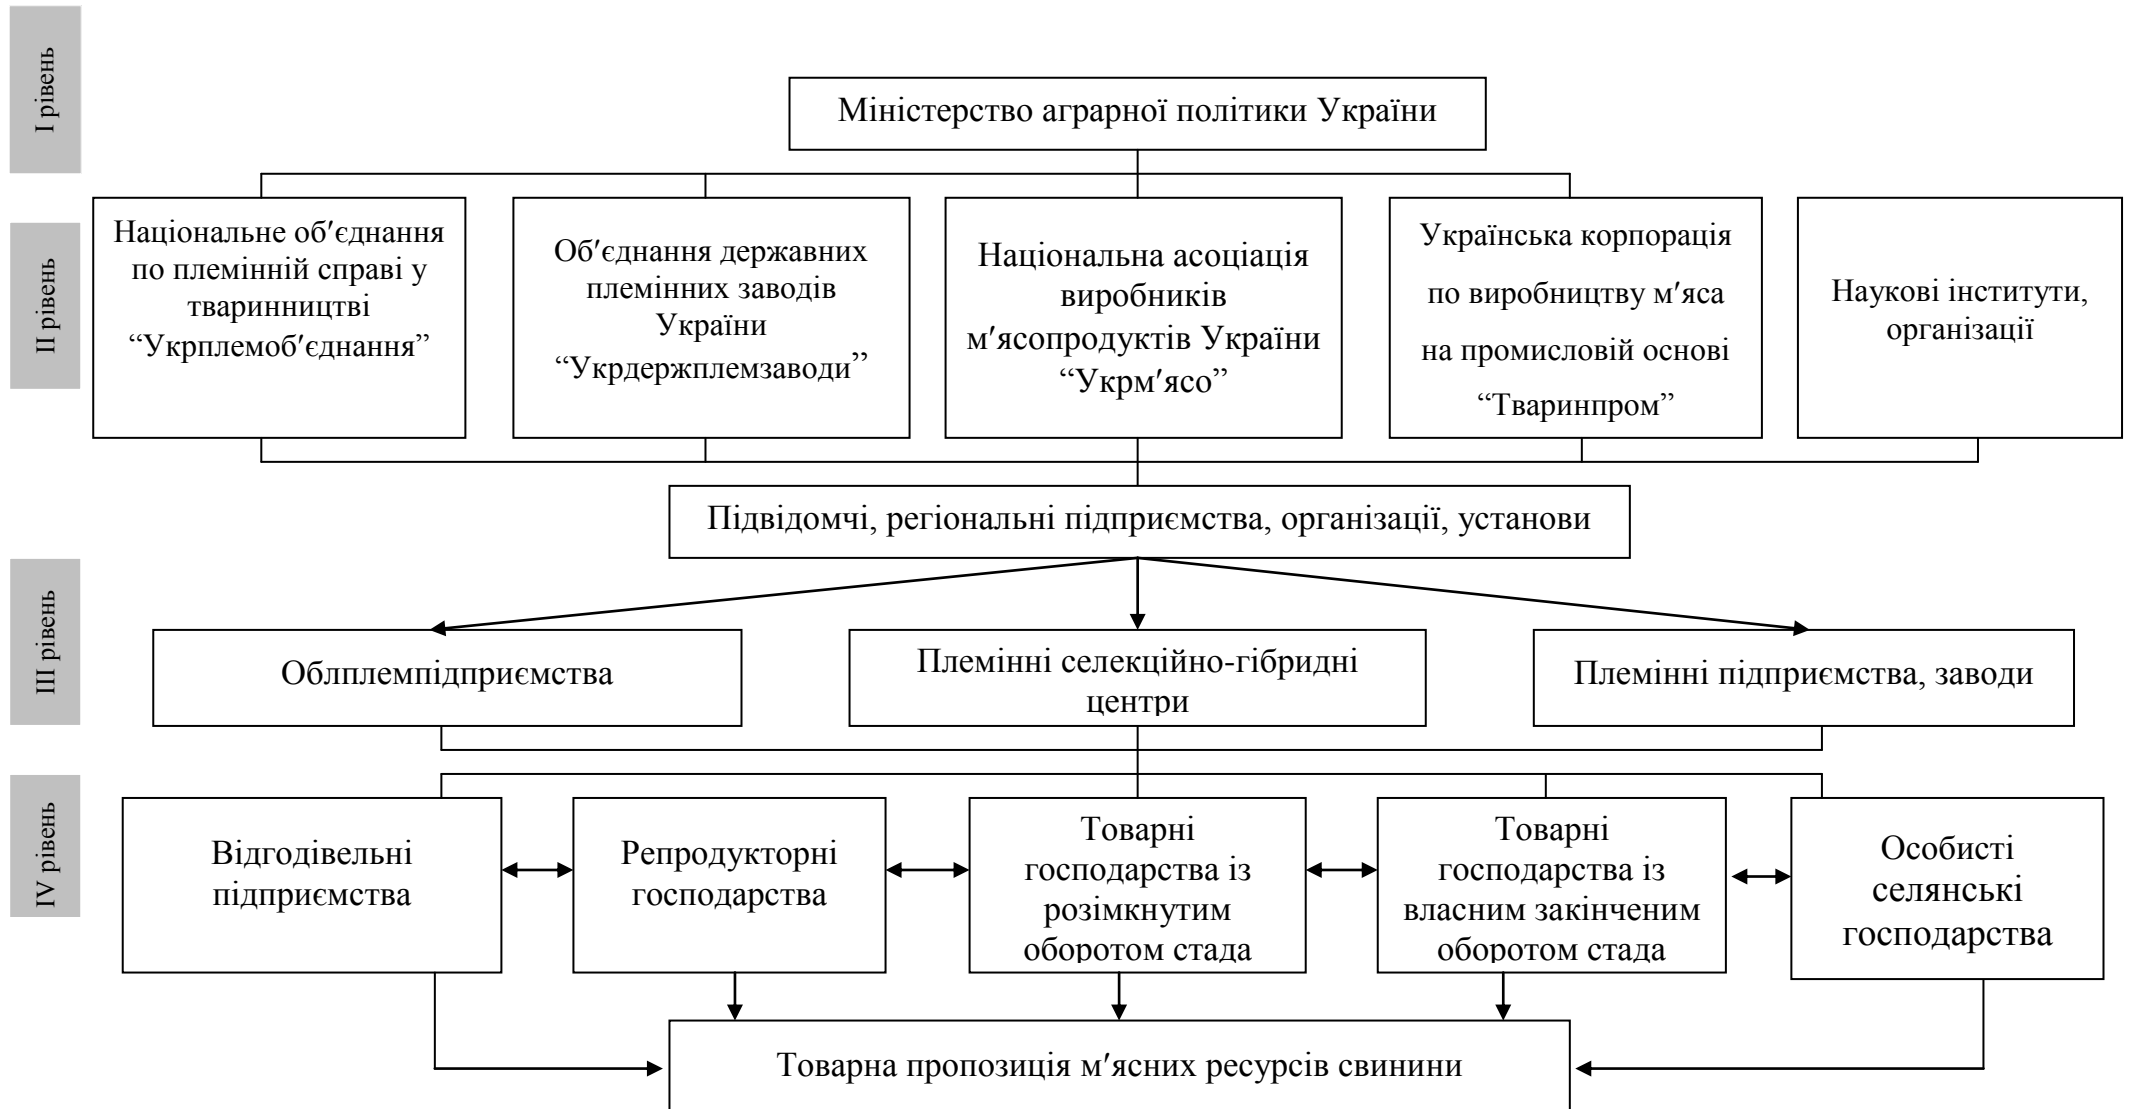 І рівень
Міністерство аграрної політики України
ІІ рівень
Національне об′єднання
по племінній справі у
тваринництві
“Укрплемоб′єднання”
Об′єднання державних
племінних заводів
України
“Укрдержплемзаводи”
Національна асоціація
виробників
м′ясопродуктів України
“Укрм′ясо”
Українська корпорація
по виробництву м′яса
на промисловій основі
“Тваринпром”
Наукові інститути,
організації
Підвідомчі, регіональні підприємства, організації, установи
ІІІ рівень
Облплемпідприємства
Племінні селекційно-гібридні
центри
Племінні підприємства, заводи
ІV рівень
Відгодівельні
підприємства
Репродукторні
господарства
Товарні
господарства із
розімкнутим
оборотом стада
Товарні
господарства із
власним закінченим
оборотом стада
Особисті
селянські
господарства
Товарна пропозиція м′ясних ресурсів свинини